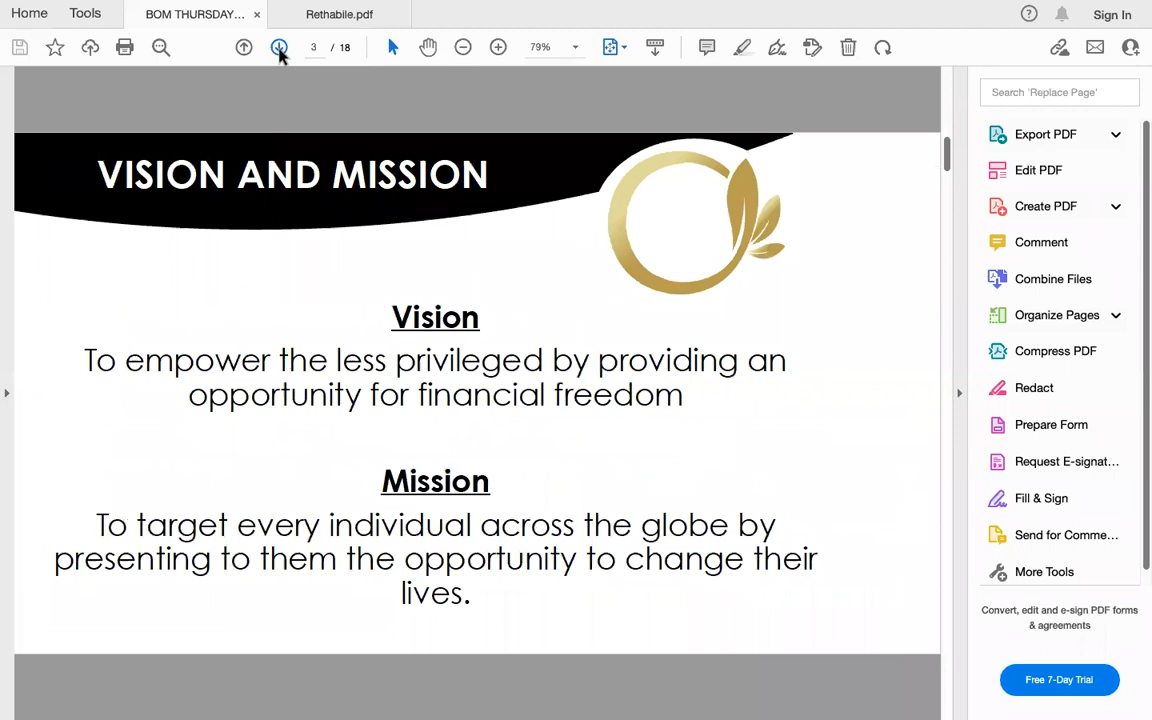 Home Tools BOM THURSDAY... × Rethabile.pdf Sign In
3 / 18 79%
Search 'Replace Page'
Export PDF
Edit PDF
Create PDF
Comment
Combine Files
Organize Pages
Compress PDF
Redact
Prepare Form
Request E-signat...
Fill & Sign
Send for Comme...
More Tools
Convert, edit and e-sign PDF forms
& agreements
Free 7-Day Trial
VISION AND MISSION
Vision
To empower the less privileged by providing an
opportunity for financial freedom
Mission
To target every individual across the globe by
presenting to them the opportunity to change their
lives.